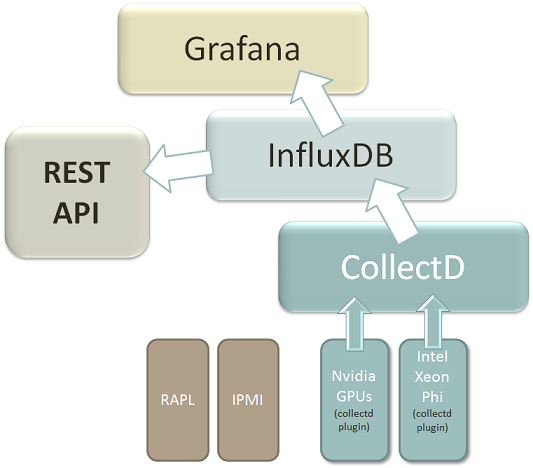 Grafana
InfluxDB
REST
API
CollectD
RAPL
IPMI
Nvidia
GPUs
(collectd
plugin)
Intel
Xeon
Phi
(collectd
plugin)